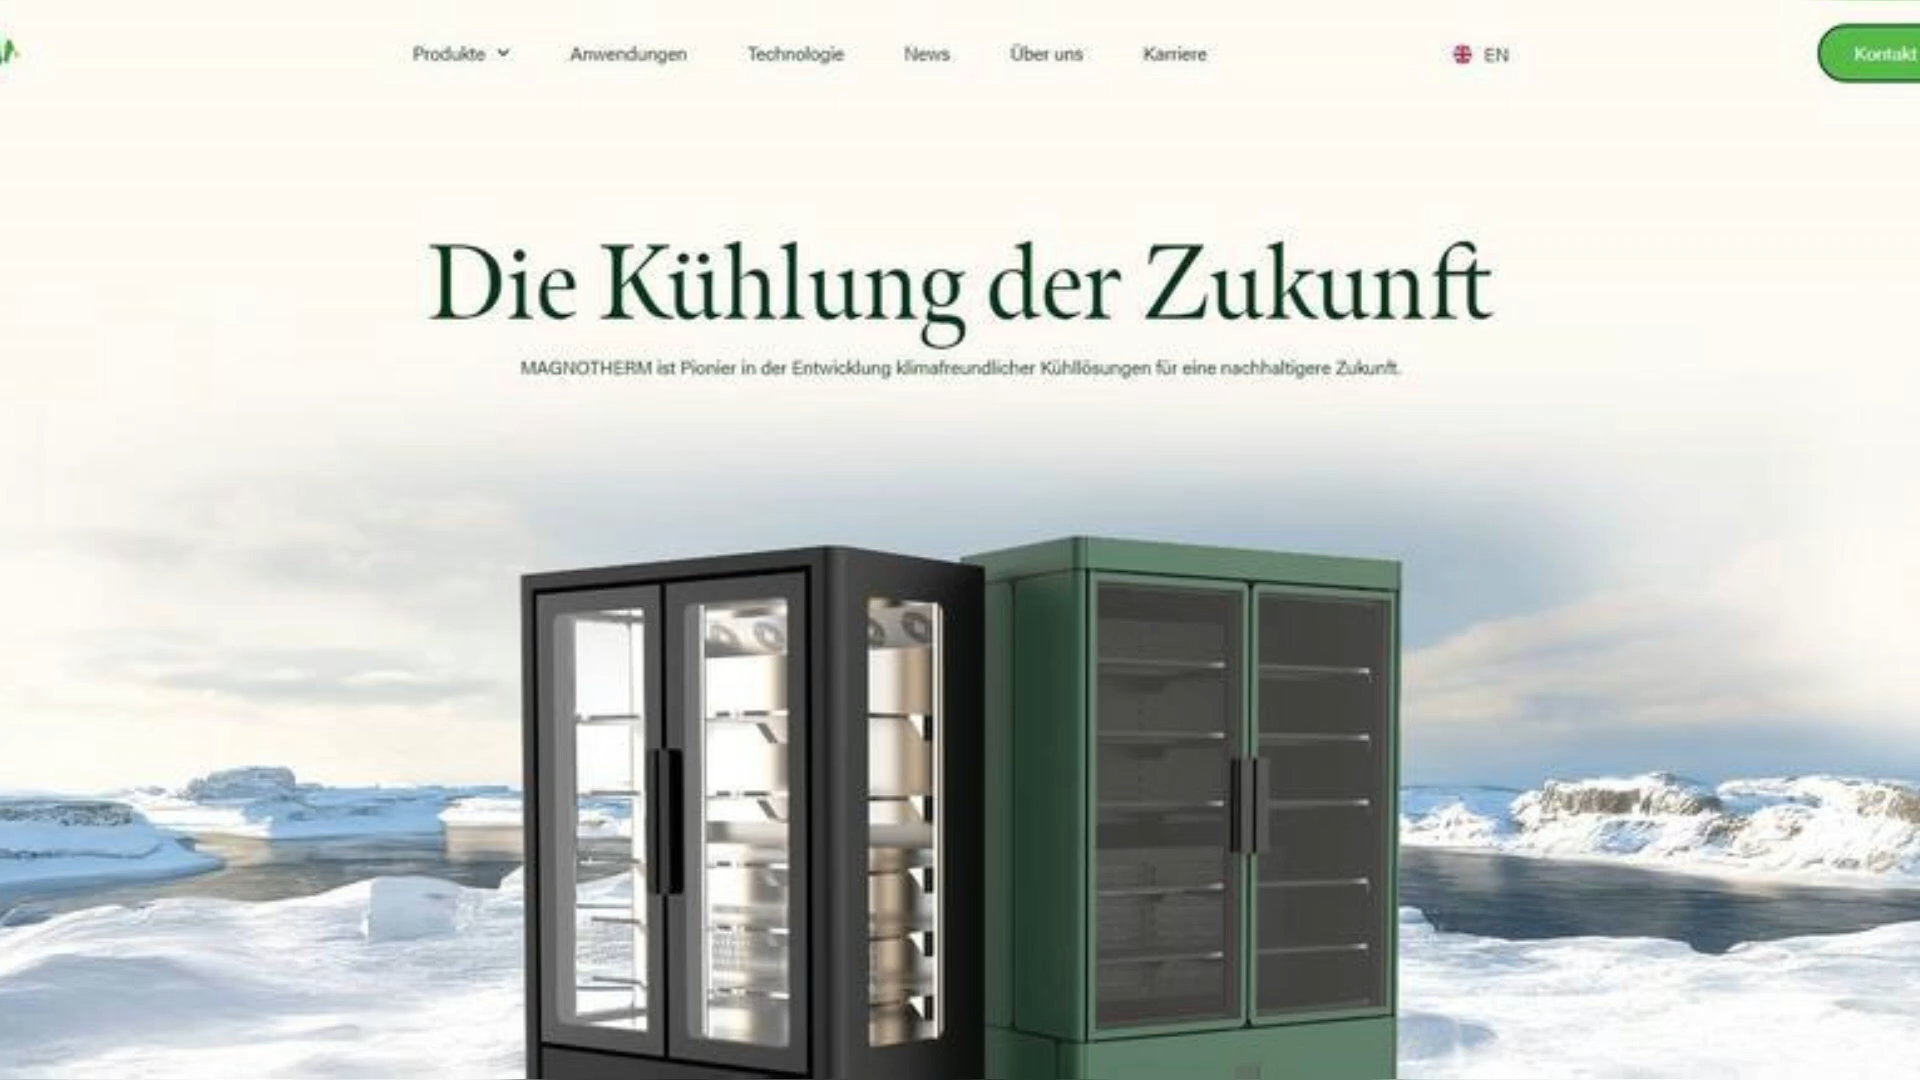 Produkte Anwendungen Technologie News Über uns Karriere EN Kontakt
Die Kühlung der Zukunft
MAGNOTHERM ist Pionier in der Entwicklung klimafreundlicher Kühllösungen für eine nachhaltigere Zukunft.